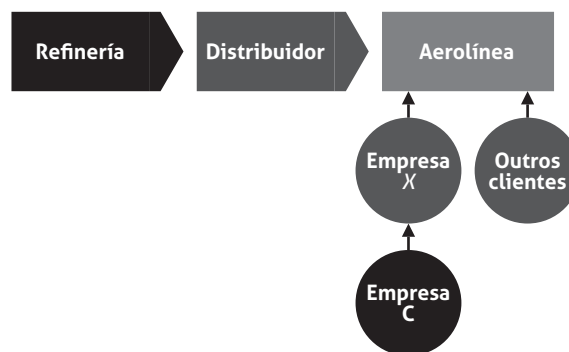 Refinería
Distribuidor
Aerolínea
Empresa
X
Outros
clientes
Empresa
C